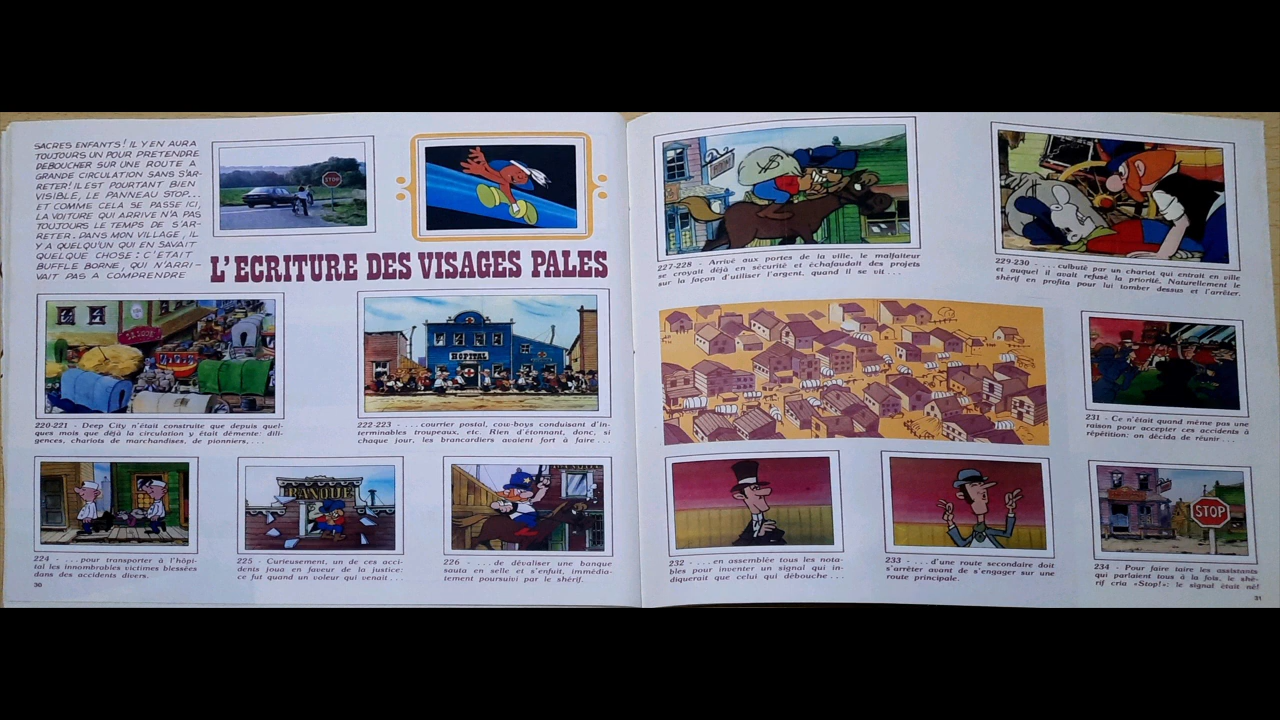 SACRES ENFANTS! IL Y EN AURA
TOUJOURS UN POUR PRETENDRE
DEBOUCHER SUR UNE ROUTE A
GRANDE CIRCULATION SANS S'AR-
RETER! IL EST POURTANT BIEN
VISIBLE, LE PANNEAU STOP...
ET COMME CELA SE PASSE ICI,
LA VOITURE QUI ARRIVE N'A PAS
TOUJOURS LE TEMPS DE S'AR-
RETER. DANS MON VILLAGE, IL
Y A QUELQU'UN QUI EN SAVAIT
QUELQUE CHOSE: C'ETAIT
BUFFLE BORNE, QUI N'ARRI-
VAIT PAS A COMPRENDRE
STOP
L'ECRITURE DES VISAGES PALES
220-221 - Deep City n'était construite que depuis quel-
ques mois que déjà la circulation y était démente: dili-
gences, chariots de marchandises, de pionniers,...
HOPITAL
222-223 - ...courrier postal, cow-boys conduisant d'in-
terminables troupeaux, etc. Rien d'étonnant, donc, si
chaque jour, les brancardiers avaient fort à faire...
224 - ...pour transporter à l'hôpi-
tal les innombrables victimes blessées
dans des accidents divers.
BANQUE
225 - Curieusement, un de ces acci-
dents joua en faveur de la justice:
ce fut quand un voleur qui venait...
226 - ...de dévaliser une banque
sauta en selle et s'enfuit, immédia-
tement poursuivi par le shérif.
30
$
227-228 - Arrivé aux portes de la ville, le malfaiteur
se croyait déjà en sécurité et échafaudait des projets
sur la façon d'utiliser l'argent, quand il se vit...
229-230 - ...culbuté par un chariot qui entrait en ville
et auquel il avait refusé la priorité. Naturellement le
shérif en profita pour lui tomber dessus et l'arrêter.
231 - Ce n'était quand même pas une
raison pour accepter ces accidents à
répétition: on décida de réunir...
232 - ...en assemblée tous les nota-
bles pour inventer un signal qui in-
diquerait que celui qui débouche...
233 - ...d'une route secondaire doit
s'arrêter avant de s'engager sur une
route principale.
STOP
234 - Pour faire taire les assistants
qui parlaient tous à la fois, le shé-
rif cria «Stop!»: le signal était né!
31